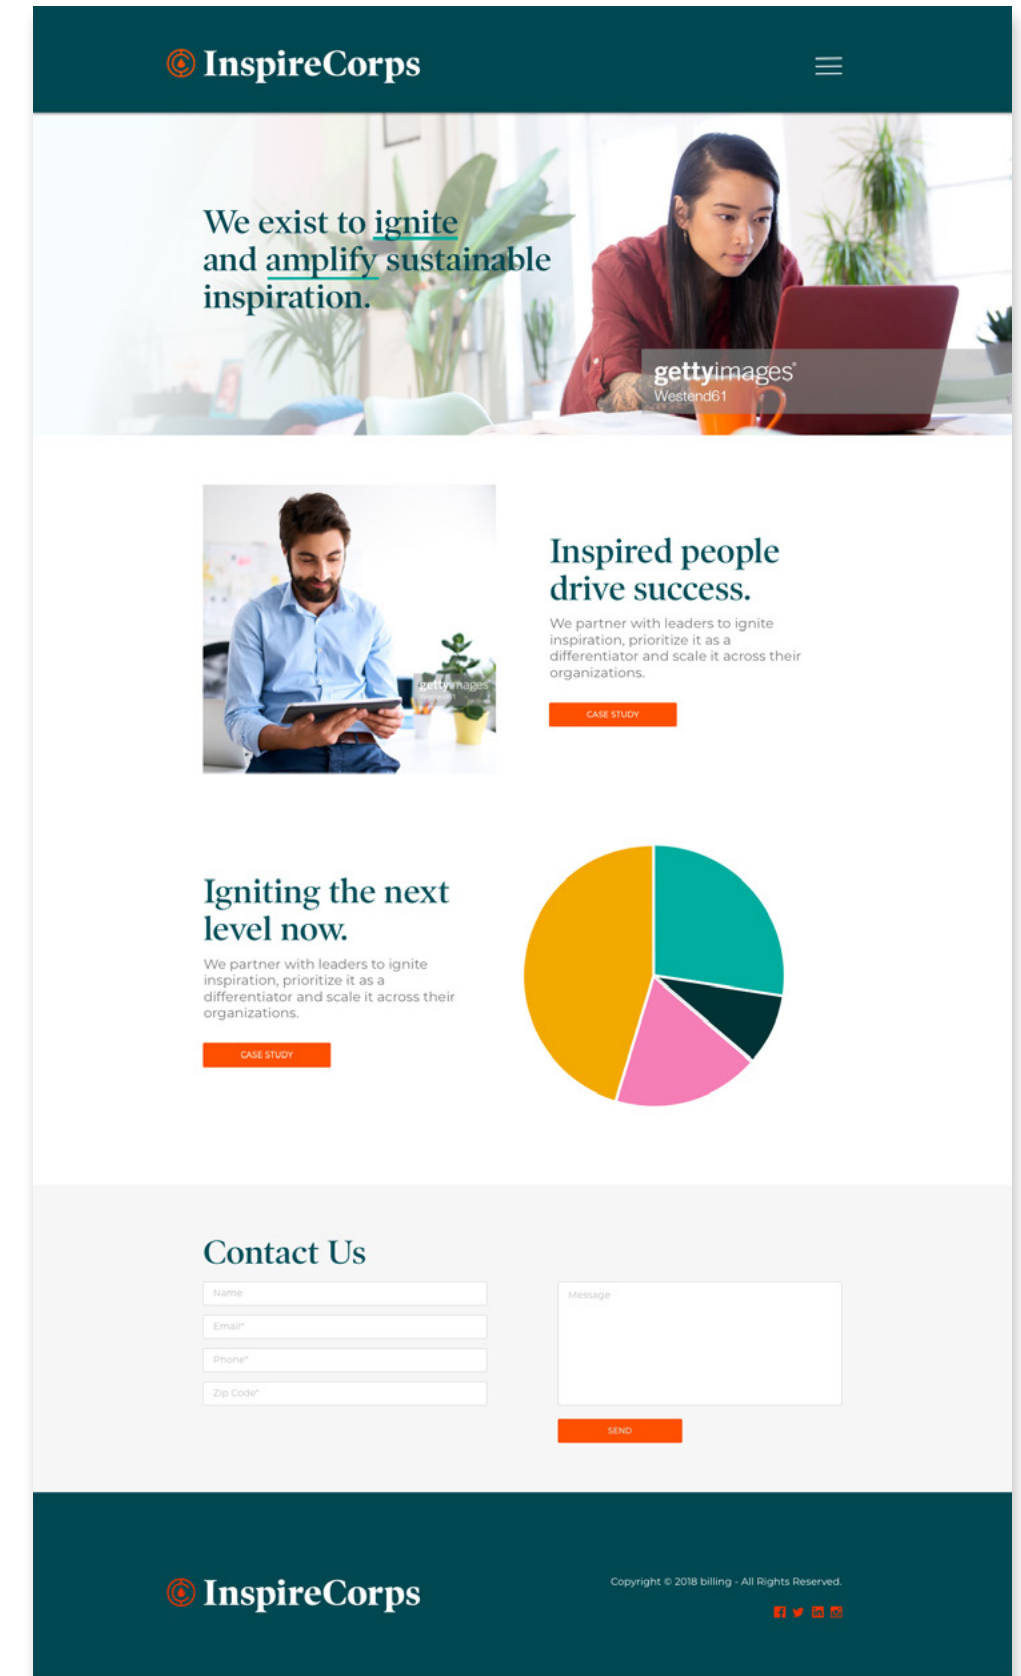 InspireCorps
We exist to ignite
and amplify sustainable
inspiration.
gettyimages®
Westend61
Inspired people
drive success.
We partner with leaders to ignite
inspiration, prioritize it as a
differentiator and scale it across their
organizations.
CASE STUDY
gettyimages
Igniting the next
level now.
We partner with leaders to ignite
inspiration, prioritize it as a
differentiator and scale it across their
organizations.
CASE STUDY
Contact Us
Name
Email*
Phone*
Zip Code*
Message
SEND
InspireCorps
Copyright © 2018 billing - All Rights Reserved.